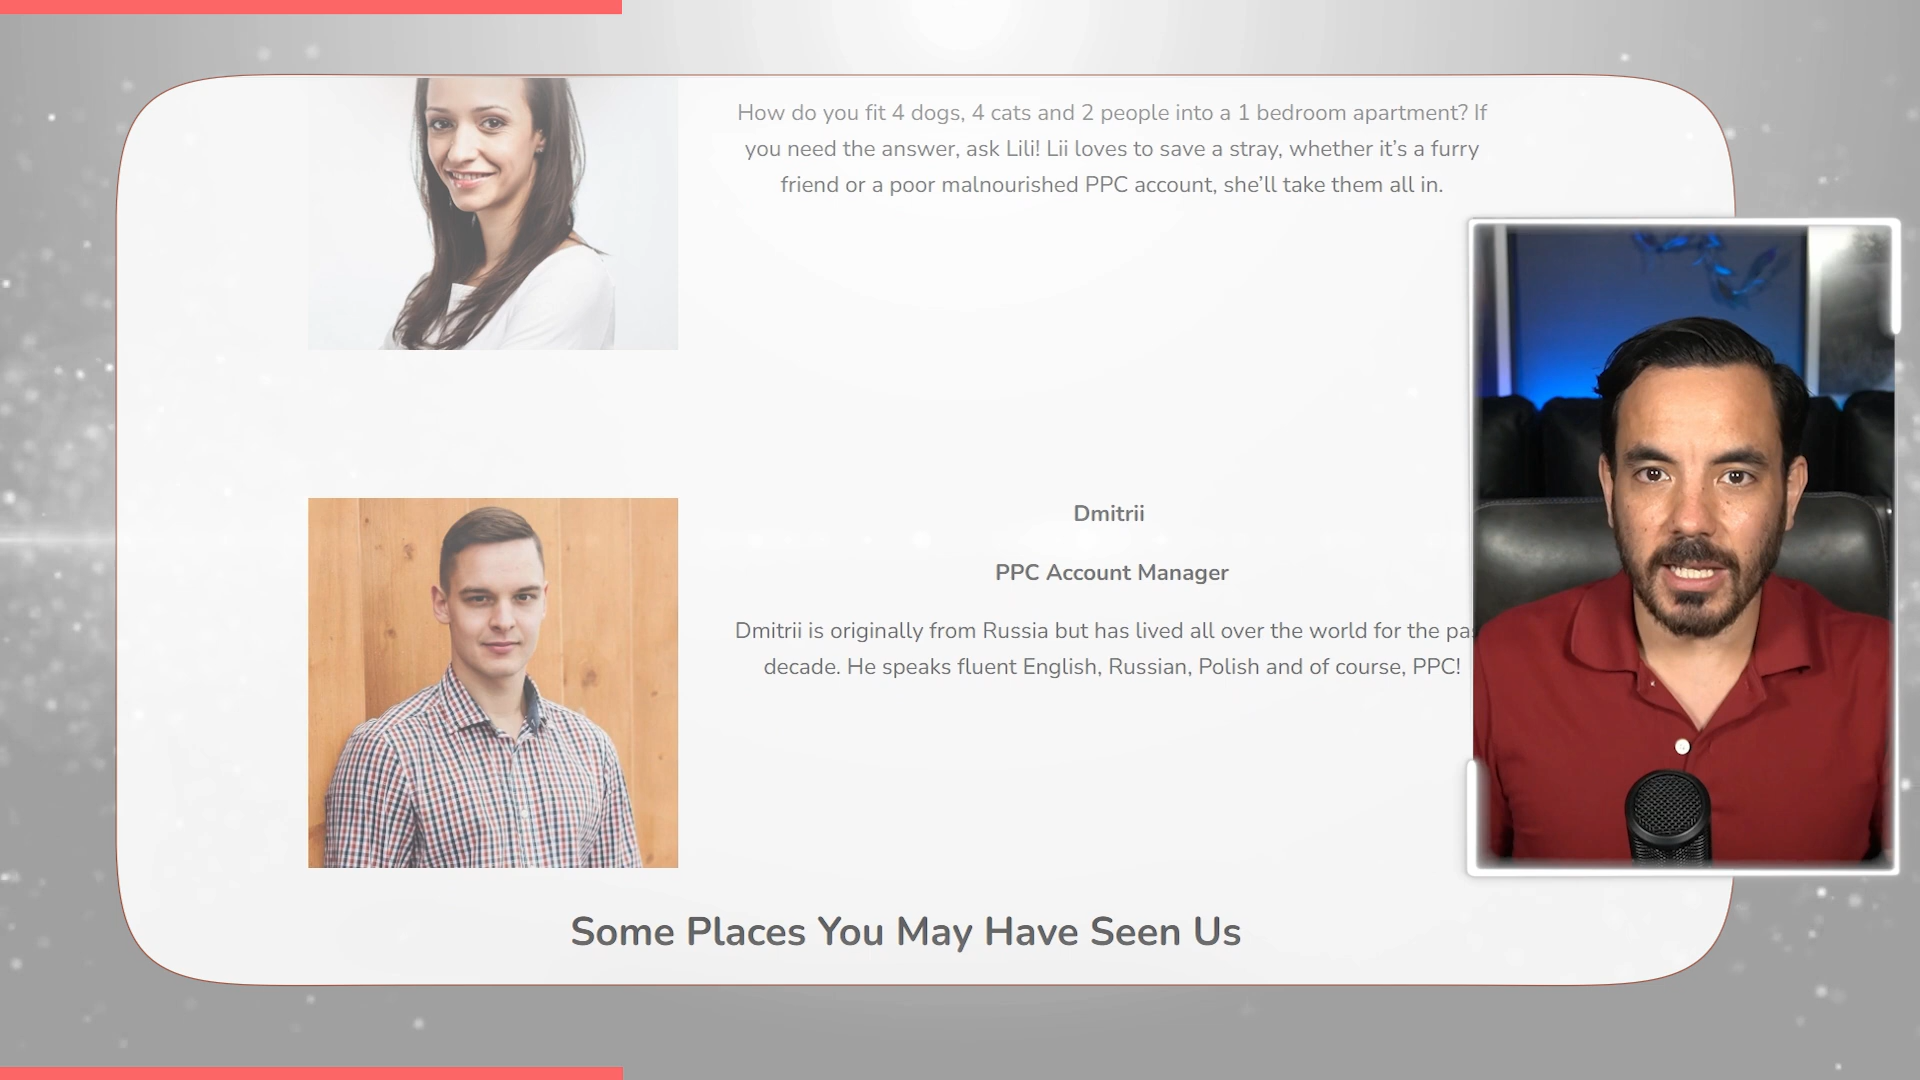 How do you fit 4 dogs, 4 cats and 2 people into a 1 bedroom apartment? If
you need the answer, ask Lili! Lii loves to save a stray, whether it’s a furry
friend or a poor malnourished PPC account, she’ll take them all in.
Dmitrii
PPC Account Manager
Dmitrii is originally from Russia but has lived all over the world for the
decade. He speaks fluent English, Russian, Polish and of course, PPC!
Some Places You May Have Seen Us